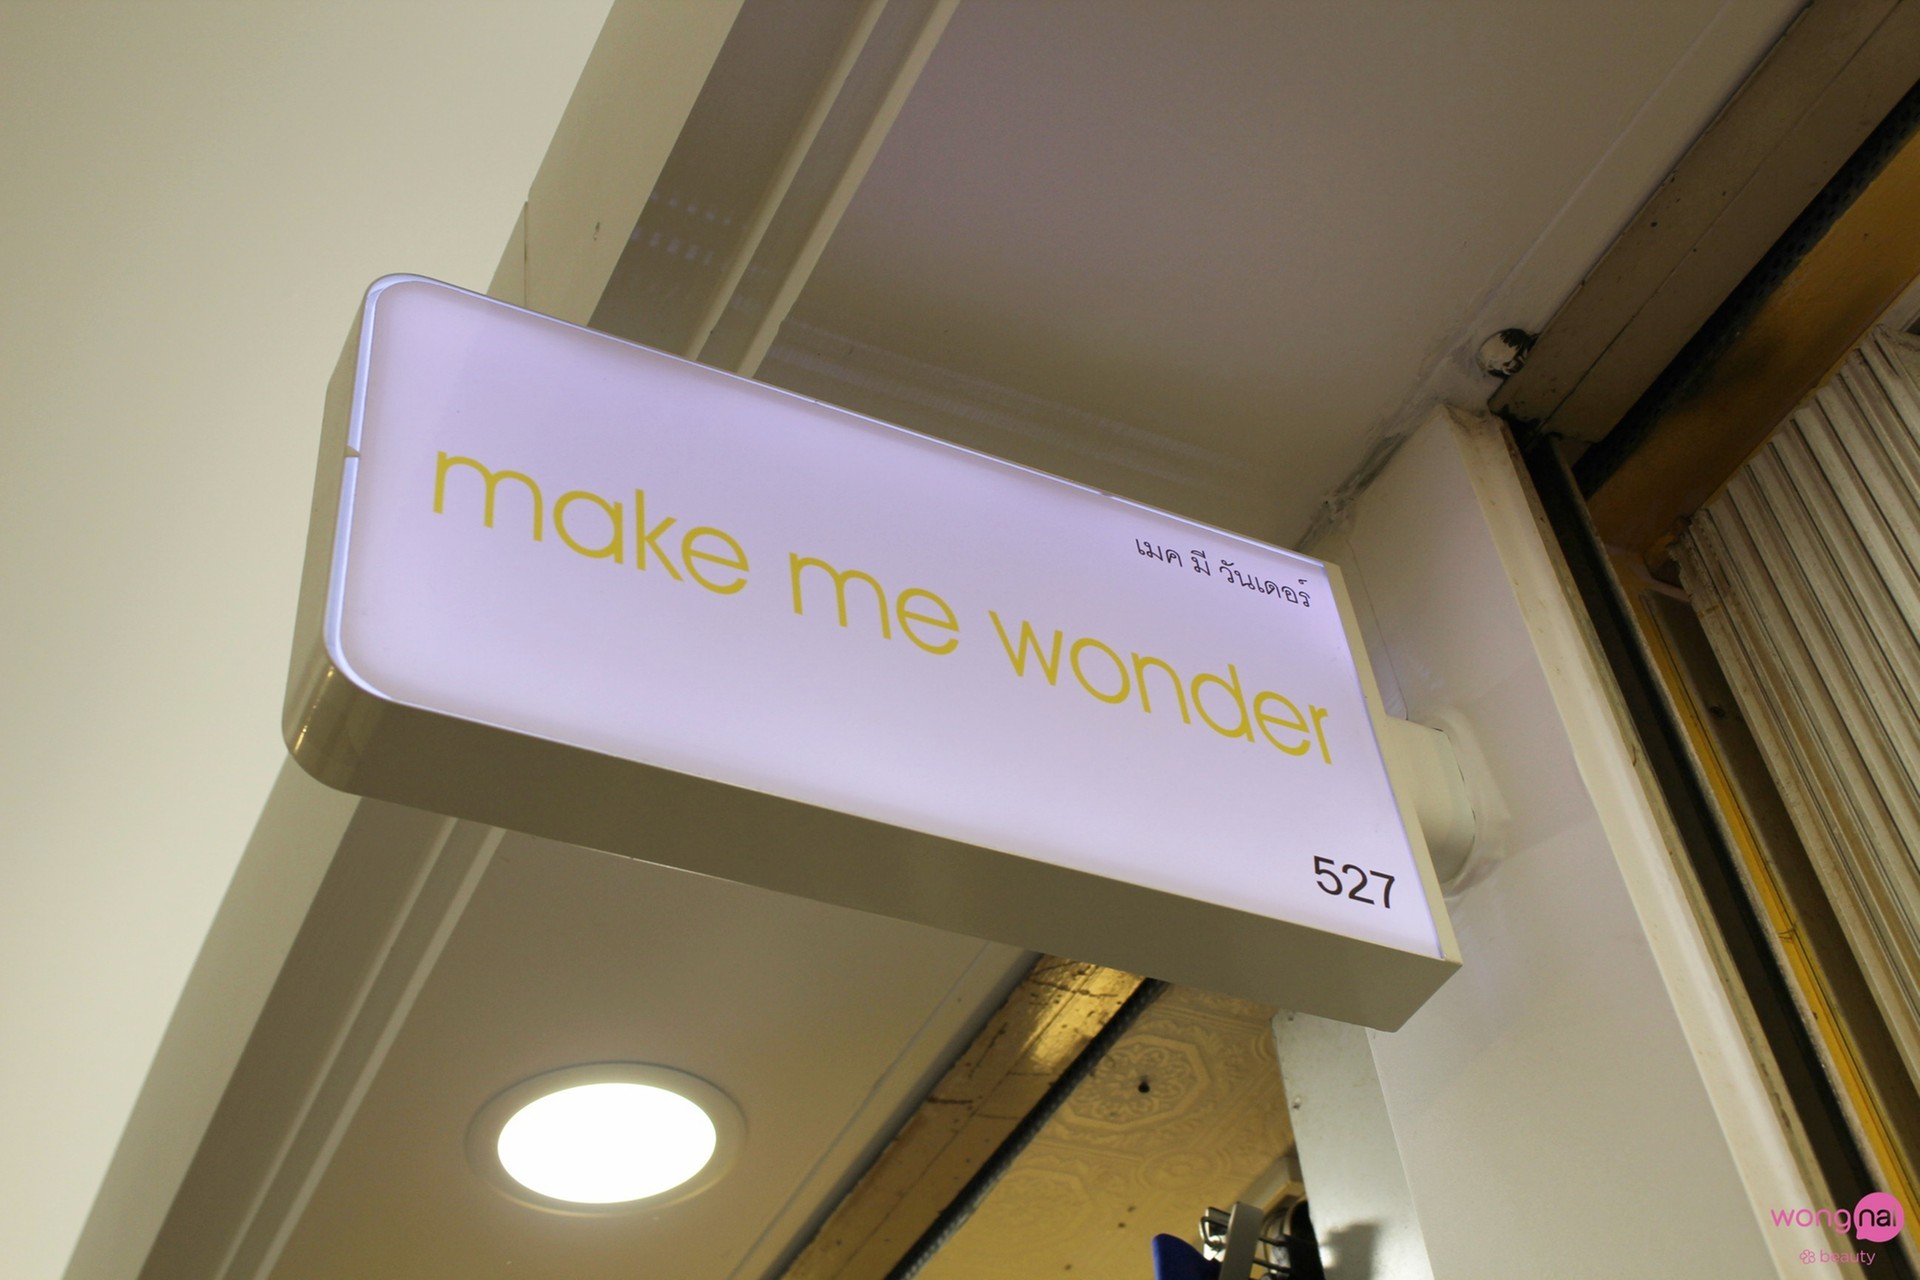 เมค มี วันเดอร์
make me wonder
527
wongnai
beauty